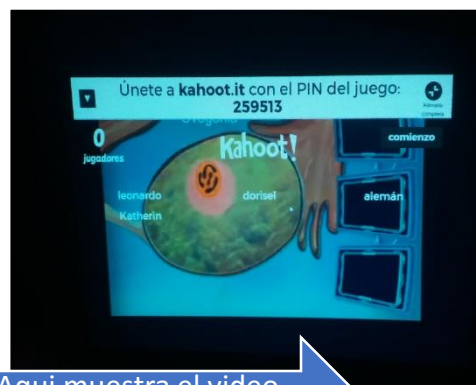 Únete a kahoot.it con el PIN del juego:
259513
0
jugadores
Kahoot!
comienzo
leonardo
dorisel
alemán
Katherin
Aqui muestra el video